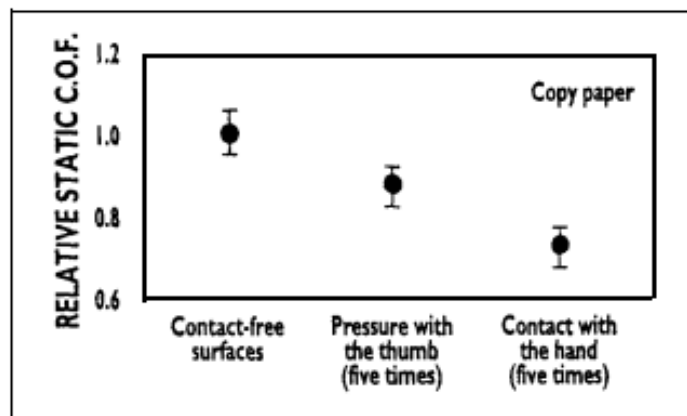 RELATIVE STATIC C.O.F.
1.2
1.0
0.8
0.6
Copy paper
Contact-free
surfaces
Pressure with
the thumb
(five times)
Contact with
the hand
(five times)